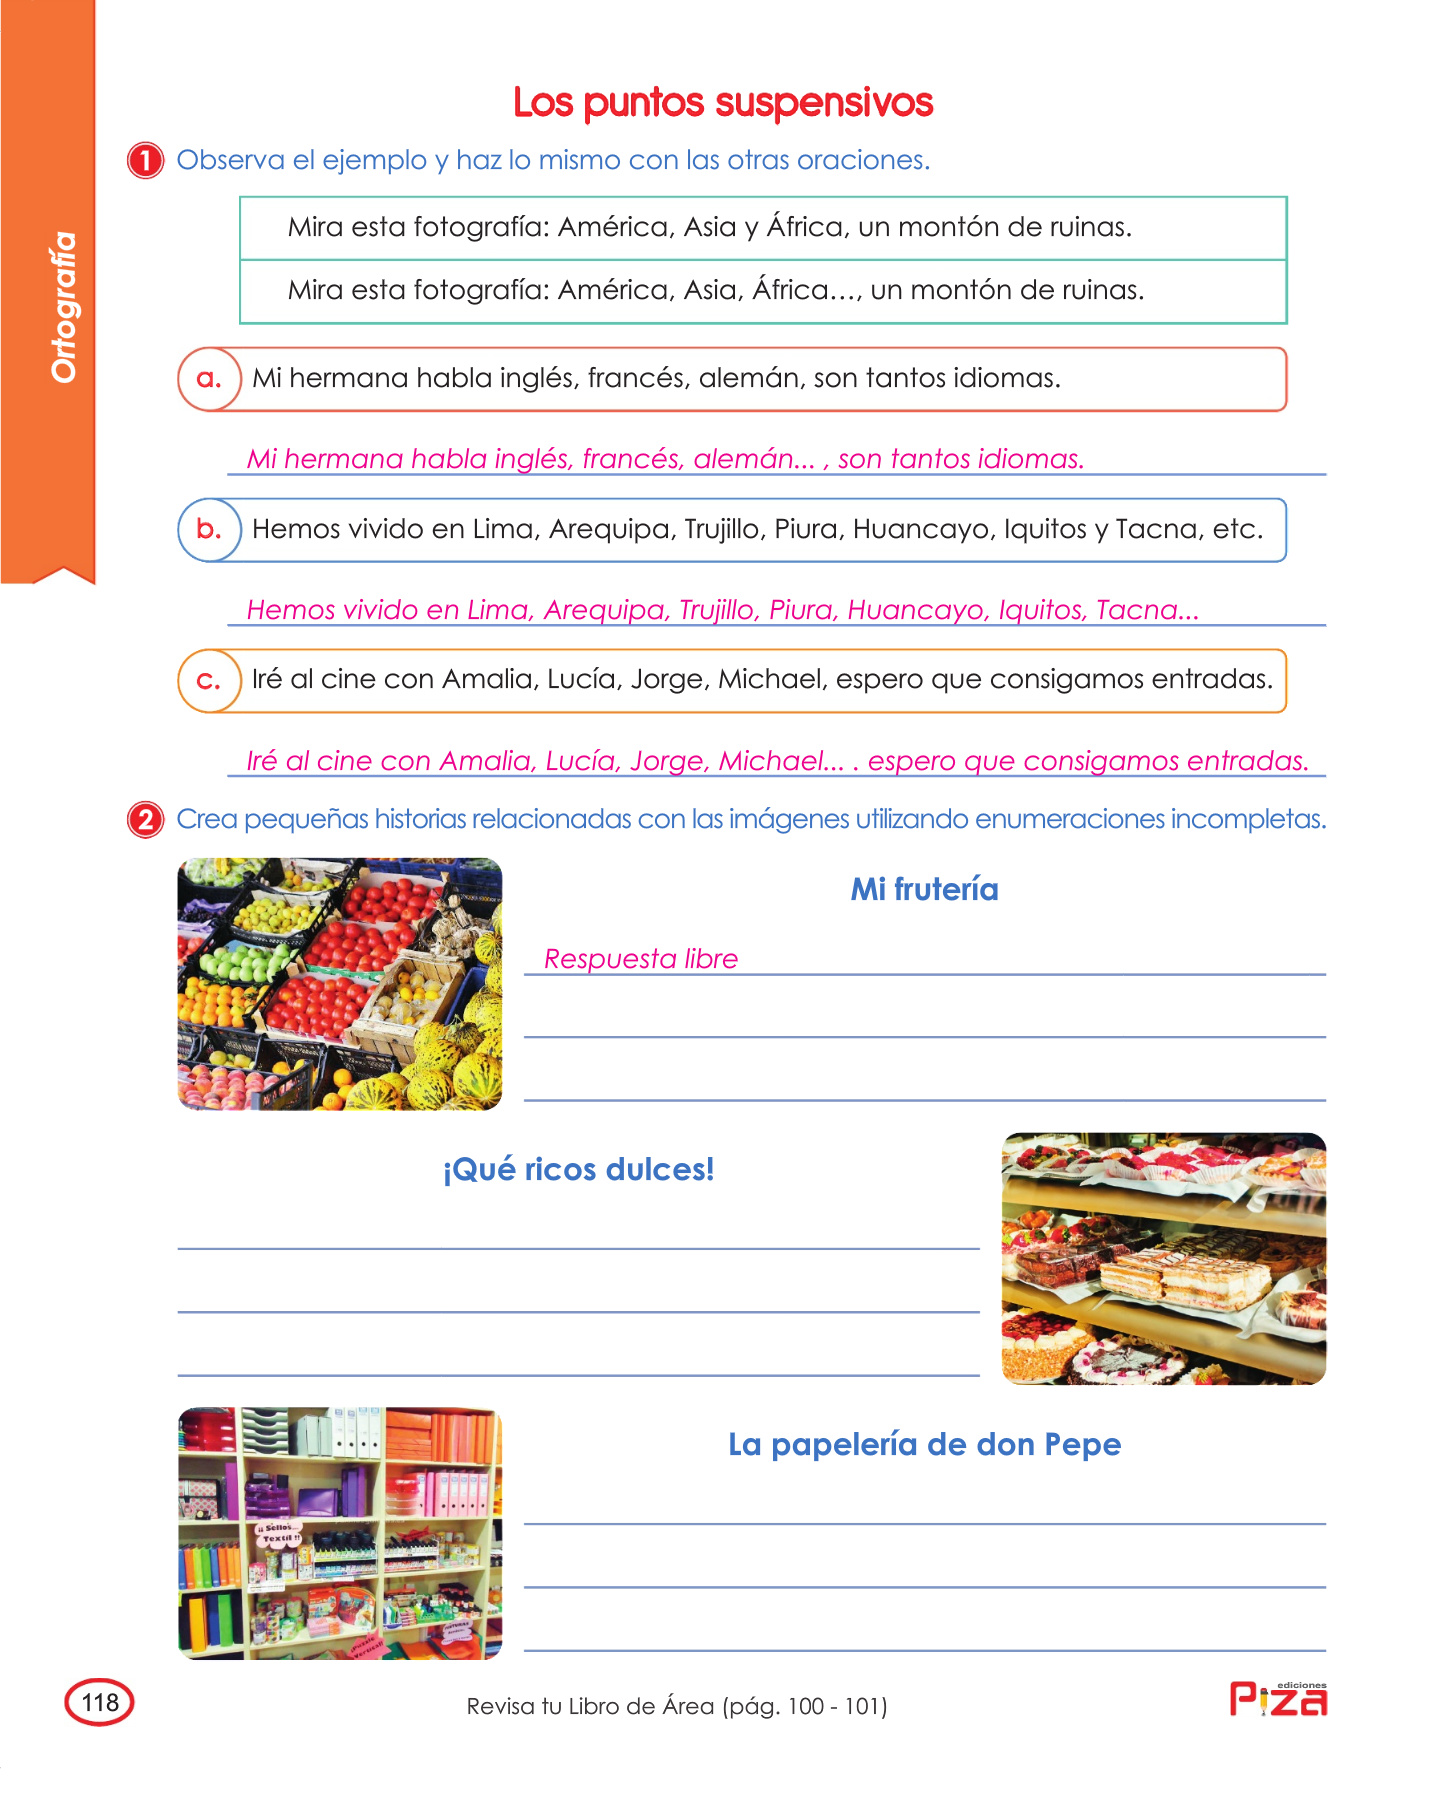 Ortografía
Los puntos suspensivos
1 Observa el ejemplo y haz lo mismo con las otras oraciones.
Mira esta fotografía: América, Asia y África, un montón de ruinas.
Mira esta fotografía: América, Asia, África…, un montón de ruinas.
a. Mi hermana habla inglés, francés, alemán, son tantos idiomas.
Mi hermana habla inglés, francés, alemán... , son tantos idiomas.
b. Hemos vivido en Lima, Arequipa, Trujillo, Piura, Huancayo, Iquitos y Tacna, etc.
Hemos vivido en Lima, Arequipa, Trujillo, Piura, Huancayo, Iquitos, Tacna...
c. Iré al cine con Amalia, Lucía, Jorge, Michael, espero que consigamos entradas.
Iré al cine con Amalia, Lucía, Jorge, Michael... . espero que consigamos entradas.
2 Crea pequeñas historias relacionadas con las imágenes utilizando enumeraciones incompletas.
Mi frutería
Respuesta libre
¡Qué ricos dulces!
La papelería de don Pepe
¡¡ Sellos
Textil !!
118
Revisa tu Libro de Área (pág. 100 - 101)
ediciones
Piza